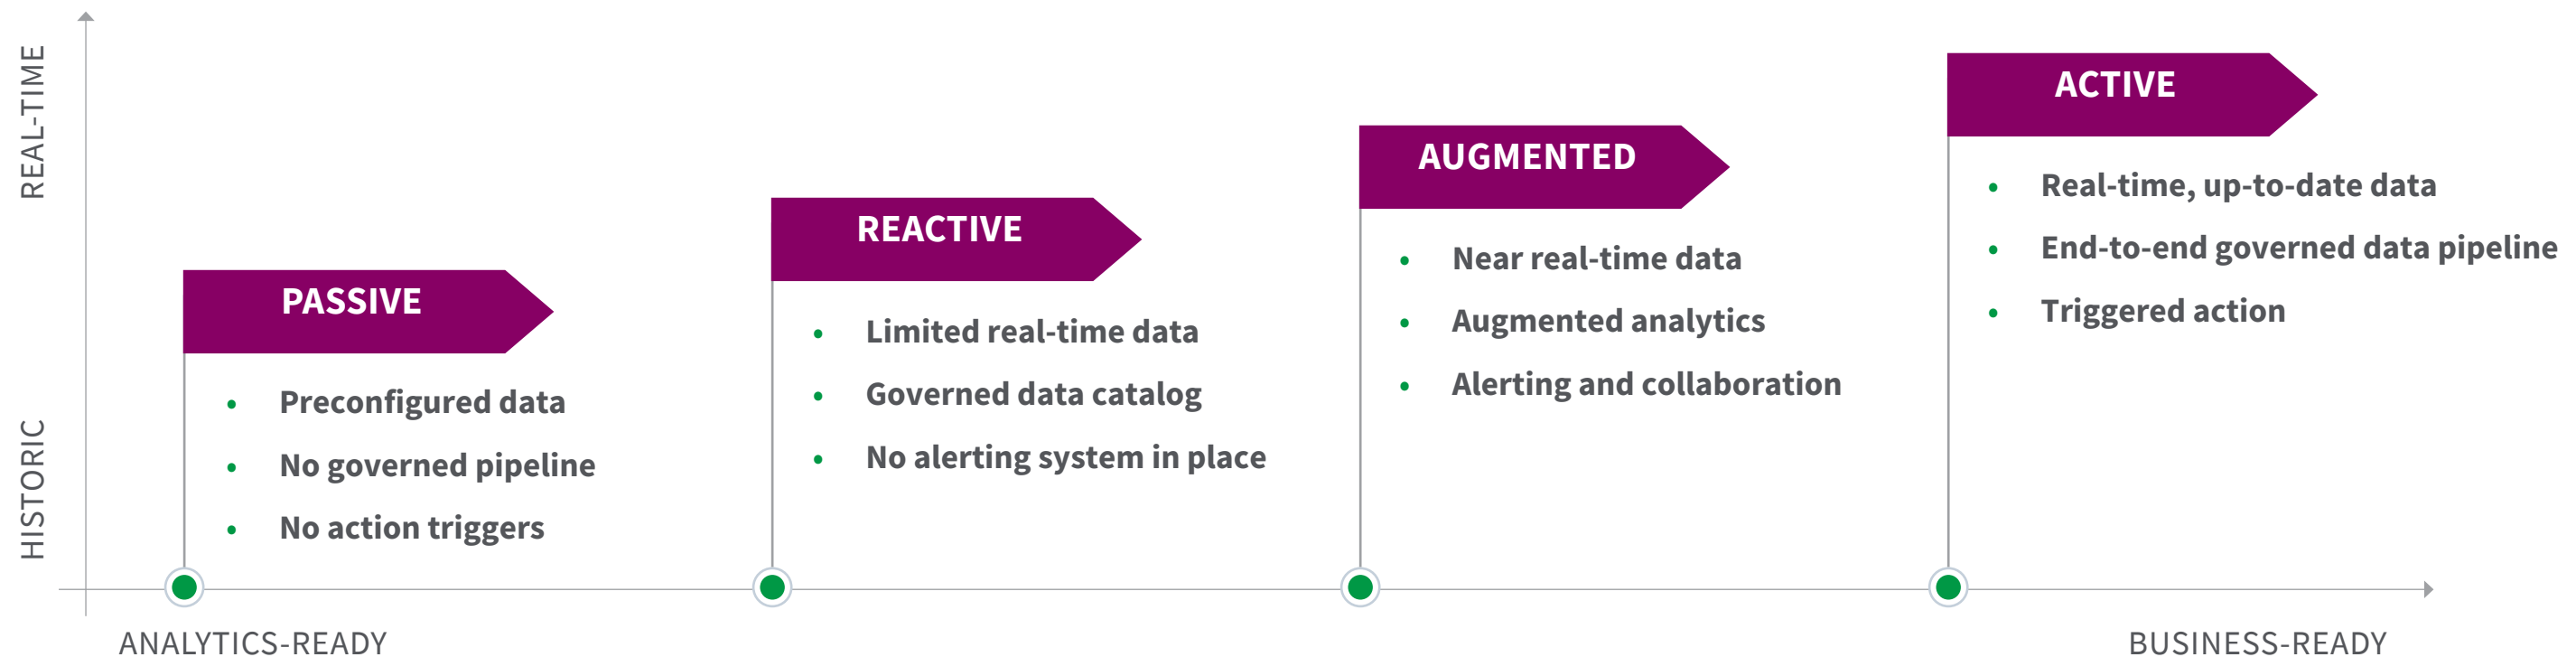 REAL-TIME
HISTORIC
PASSIVE
Preconfigured data
No governed pipeline
No action triggers
REACTIVE
Limited real-time data
Governed data catalog
No alerting system in place
AUGMENTED
Near real-time data
Augmented analytics
Alerting and collaboration
ACTIVE
Real-time, up-to-date data
End-to-end governed data pipeline
Triggered action
ANALYTICS-READY
BUSINESS-READY